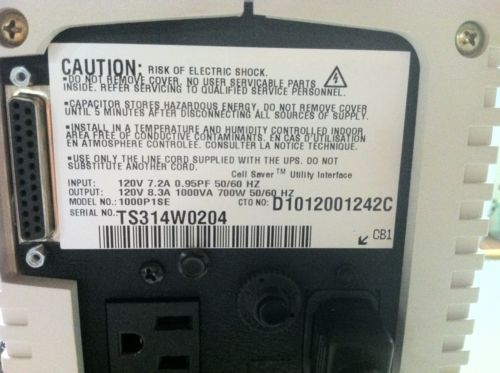 CAUTION: RISK OF ELECTRIC SHOCK.
■DO NOT REMOVE COVER. NO USER SERVICABLE PARTS
INSIDE. REFER SERVICING TO QUALIFIED SERVICE PERSONNEL.
■CAPACITOR STORES HAZARDOUS ENERGY, DO NOT REMOVE COVER
UNTIL 5 MINUTES AFTER DISCONNECTING ALL SOURCES OF SUPPLY.
■INSTALL IN A TEMPERATURE AND HUMIDITY CONTROLLED INDOOR
AREA FREE OF CONDUCTIVE CONTAMINANTS. EN CAS D'UTILISATION
EN ATMOSPHERE CONTROLEE. CONSULTER LA NOTICE TECHNIQUE.
■USE ONLY THE LINE CORD SUPPLIED WITH THE UPS. DO NOT
SUBSTITUTE ANOTHER CORD.
Cell Saver™ Utility Interface
INPUT: 120V 7.2A 0.95PF 50/60 HZ
OUTPUT: 120V 8.3A 1000VA 700W 50/60 HZ
MODEL NO.: 1000P1SE CTO NO.: D1012001242C
SERIAL NO.: TS314W0204
CB1